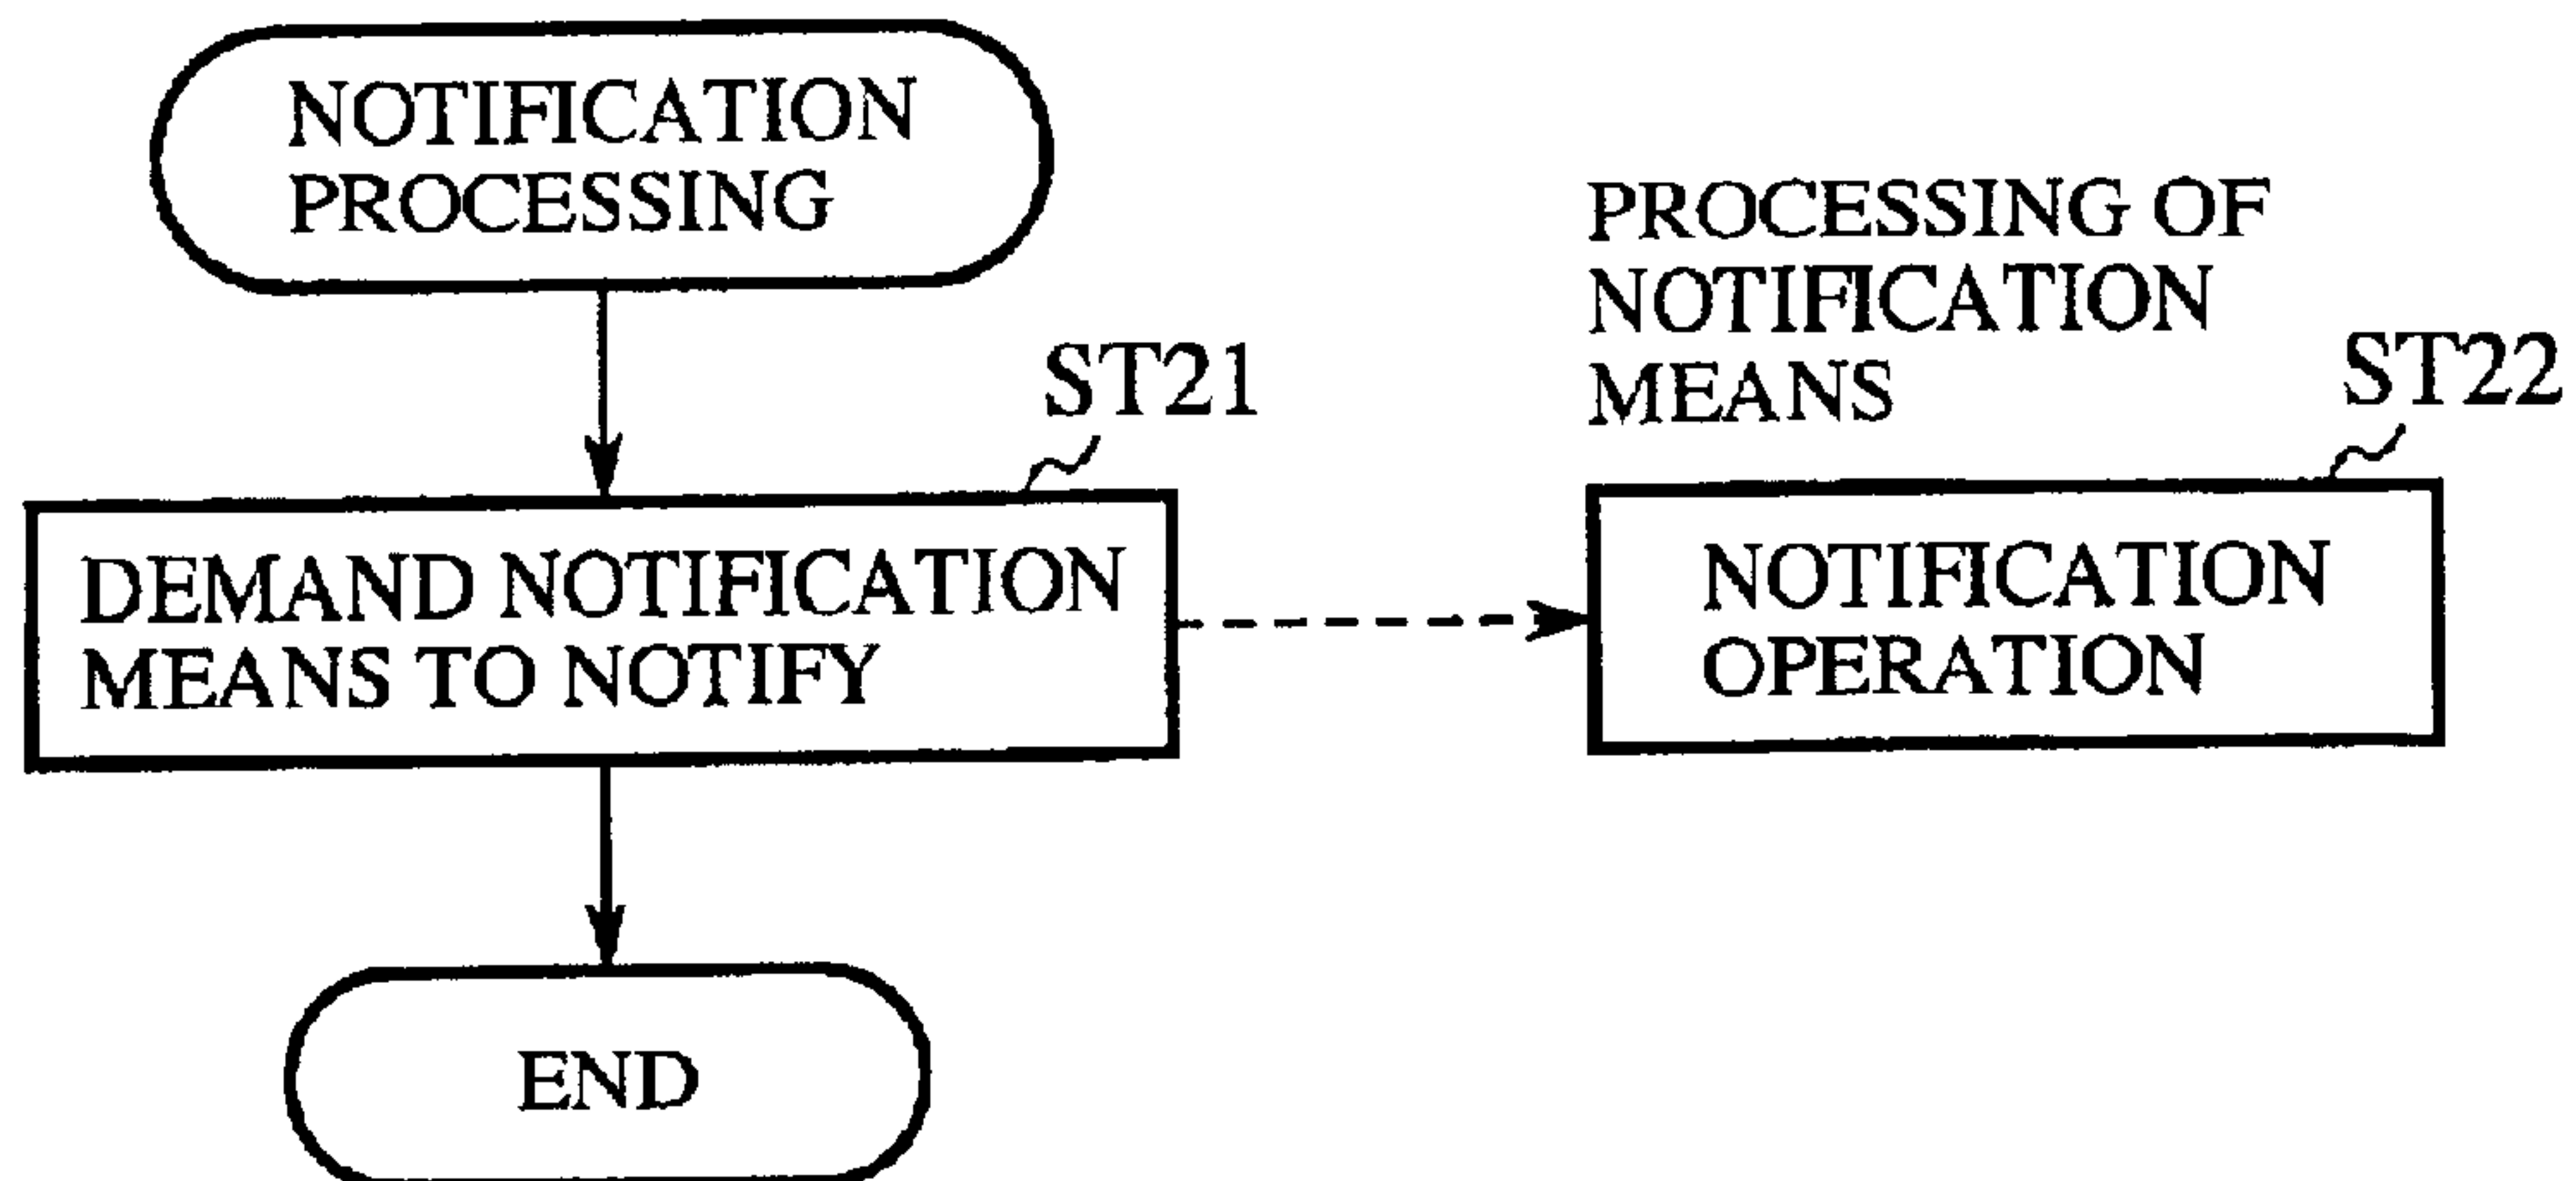 NOTIFICATION
PROCESSING
PROCESSING OF
NOTIFICATION
MEANS
ST21
ST22
DEMAND NOTIFICATION
MEANS TO NOTIFY
NOTIFICATION
OPERATION
END